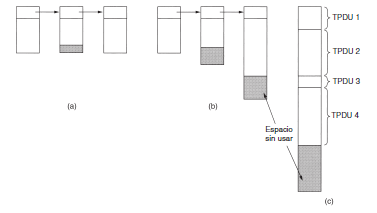 TPDU 1
TPDU 2
TPDU 3
TPDU 4
Espacio
sin usar
(a)
(b)
(c)